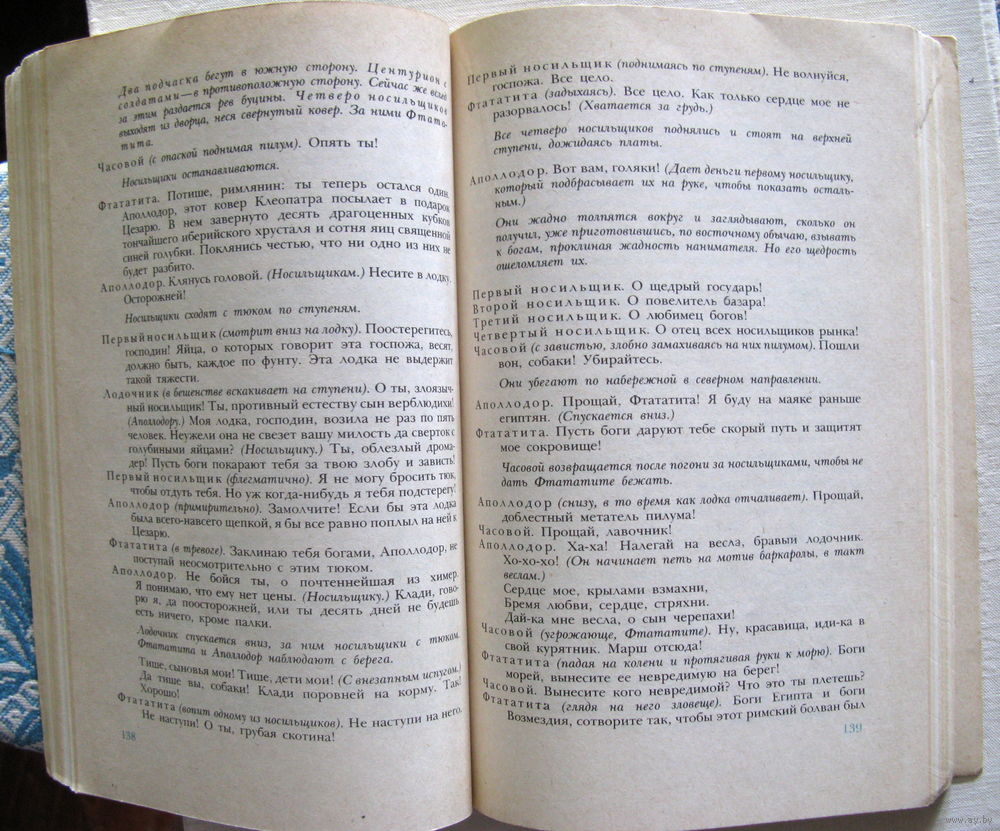 Два подчаска бегут в южную сторону. Центурион с
солдатами — в противоположную сторону. Сейчас же вслед
за этим раздается рев буцины. Четверо носильщиков
выходят из дворца, неся свернутый ковер. За ними Фтата-
тита.
Часовой (с опаской поднимая пилум). Опять ты!
Носильщики останавливаются.
Фтататита. Потише, римлянин: ты теперь остался один.
Аполлодор, этот ковер Клеопатра посылает в подарок
Цезарю. В нем завернуто десять драгоценных кубков
тончайшего иберийского хрусталя и сотня яиц священной
синей голубки. Поклянись честью, что ни одно из них не
будет разбито.
Аполлодор. Клянусь головой. (Носильщикам.) Несите в лодку.
Осторожней!
Носильщики сходят с тюком по ступеням.
Первый носильщик (смотрит вниз на лодку). Поостерегитесь,
господин! Яйца, о которых говорит эта госпожа, весят,
должно быть, каждое по фунту. Эта лодка не выдержит
такой тяжести.
Лодочник (в бешенстве вскакивает на ступени). О ты, злоязыч-
ный носильщик! Ты, противный естеству сын верблюдихи!
(Аполлодору.) Моя лодка, господин, возила не раз по пять
человек. Неужели она не свезет вашу милость да сверток с
голубиными яйцами? (Носильщику.) Ты, облезлый дрома-
дер! Пусть боги покарают тебя за твою злобу и зависть!
Первый носильщик (флегматично). Я не могу бросить тюк,
чтобы отдуть тебя. Но уж когда-нибудь я тебя подстерегу!
Аполлодор (примирительно). Замолчите! Если бы эта лодка
была всего-навсего щепкой, я бы все равно поплыл на ней к
Цезарю.
Фтататита (в тревоге). Заклинаю тебя богами, Аполлодор, не
поступай неосмотрительно с этим тюком.
Аполлодор. Не бойся ты, о почтеннейшая из химер.
Я понимаю, что ему нет цены. (Носильщику.) Клади, гово-
рю я, да поосторожней, или ты десять дней не будешь
есть ничего, кроме палки.
Лодочник спускается вниз, за ним носильщики с тюком.
Фтататита и Аполлодор наблюдают с берега.
Тише, сыновья мои! Тише, дети мои! (С внезапным испугом.)
Да тише вы, собаки! Клади поровней на корму. Так!
Хорошо!
Фтататита (вопит одному из носильщиков). Не наступи на него.
Не наступи! О ты, грубая скотина!
138
Первый носильщик (поднимаясь по ступеням). Не волнуйся,
госпожа. Все цело.
Фтататита (задыхаясь). Все цело. Как только сердце мое не
разорвалось! (Хватается за грудь.)
Все четверо носильщиков поднялись и стоят на верхней
ступени, дожидаясь платы.
Аполлодор. Вот вам, голяки! (Дает деньги первому носильщику,
который подбрасывает их на руке, чтобы показать осталь-
ным.)
Они жадно толпятся вокруг и заглядывают, сколько он
получил, уже приготовившись, по восточному обычаю, взывать
к богам, проклиная жадность нанимателя. Но его щедрость
ошеломляет их.
Первый носильщик. О щедрый государь!
Второй носильщик. О повелитель базара!
Третий носильщик. О любимец богов!
Четвертый носильщик. О отец всех носильщиков рынка!
Часовой (с завистью, злобно замахиваясь на них пилумом). Пошли
вон, собаки! Убирайтесь.
Они убегают по набережной в северном направлении.
Аполлодор. Прощай, Фтататита! Я буду на маяке раньше
египтян. (Спускается вниз.)
Фтататита. Пусть боги даруют тебе скорый путь и защитят
мое сокровище!
Часовой возвращается после погони за носильщиками, чтобы не
дать Фтататите бежать.
Аполлодор (снизу, в то время как лодка отчаливает). Прощай,
доблестный метатель пилума!
Часовой. Прощай, лавочник!
Аполлодор. Ха-ха! Налегай на весла, бравый лодочник.
Хо-хо-хо! (Он начинает петь на мотив баркаролы, в такт
веслам.)
Сердце мое, крылами взмахни,
Бремя любви, сердце, стряхни.
Дай-ка мне весла, о сын черепахи!
Часовой (угрожающе, Фтататите). Ну, красавица, иди-ка в
свой курятник. Марш отсюда!
Фтататита (падая на колени и протягивая руки к морю). Боги
морей, вынесите ее невредимую на берег!
Часовой. Вынесите кого невредимой? Что это ты плетешь?
Фтататита (глядя на него зловеще). Боги Египта и боги
Возмездия, сотворите так, чтобы этот римский болван был
139
www.ay.by